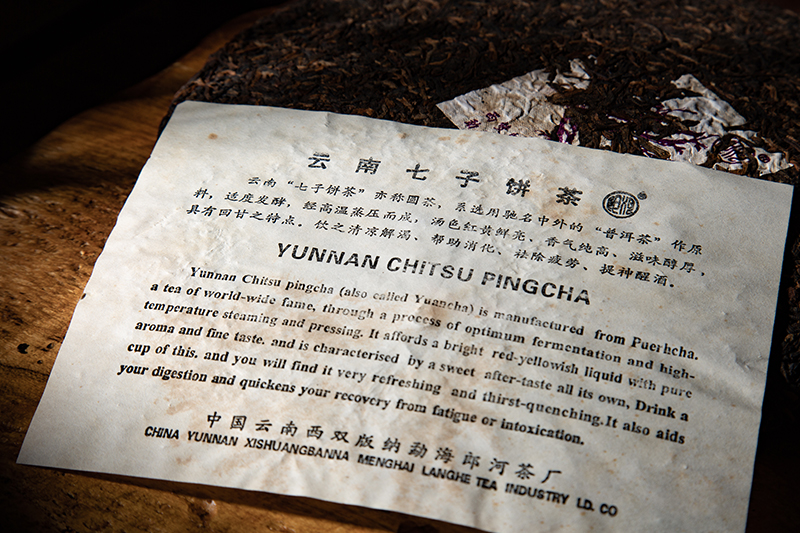 云南七子饼茶
云南“七子饼茶”亦称圆茶，系选用驰名中外的“普洱茶”作原
料，适度发酵，经高温蒸压而成，汤色红黄鲜亮、香气纯高、滋味醇厚，
具有回甘之特点。饮之清凉解渴、帮助消化、祛除疲劳、提神醒酒。
YUNNAN CHITSU PINGCHA
Yunnan Chitsu pingcha (also called Yuancha) is manufactured from Puerhcha.
a tea of world-wide fame, through a process of optimum fermentation and high-
temperature steaming and pressing. It affords a bright red-yellowish liquid with pure
aroma and fine taste, and is characterised by a sweet after-taste all its own, Drink a
cup of this, and you will find it very refreshing and thirst-quenching.It also aids
your digestion and quickens your recovery from fatigue or intoxication.
中国云南西双版纳勐海郎河茶厂
CHINA YUNNAN XISHUANGBANNA MENGHAI LANGHE TEA INDUSTRY LD. CO